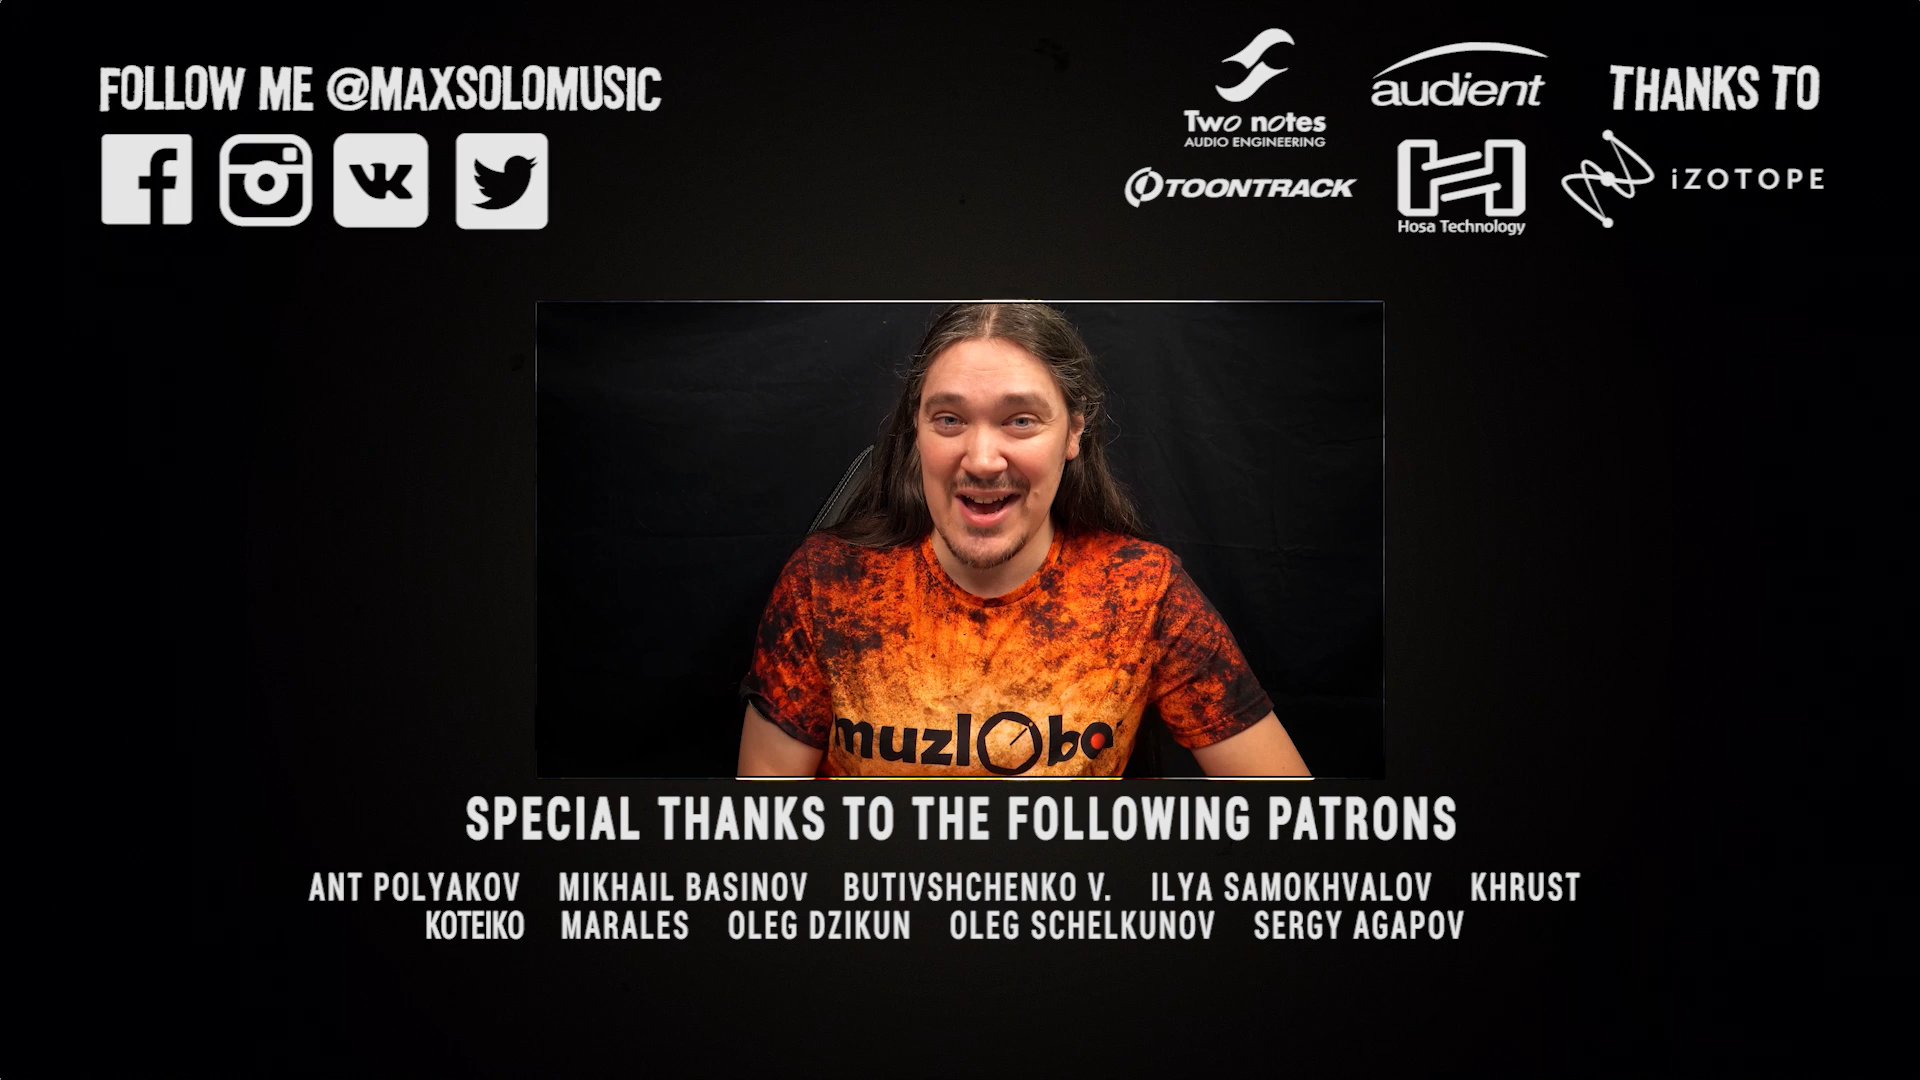 FOLLOW ME @MAXSOLOMUSIC
Two notes
AUDIO ENGINEERING
audient
THANKS TO
TOONTRACK
Hosa Technology
iZOTOPE
muzlObo
SPECIAL THANKS TO THE FOLLOWING PATRONS
ANT POLYAKOV MIKHAIL BASINOV BUTIVSHCHENKO V. ILYA SAMOKHVALOV KHRUST
KOTEIKO MARALES OLEG DZIKUN OLEG SCHELKUNOV SERGY AGAPOV